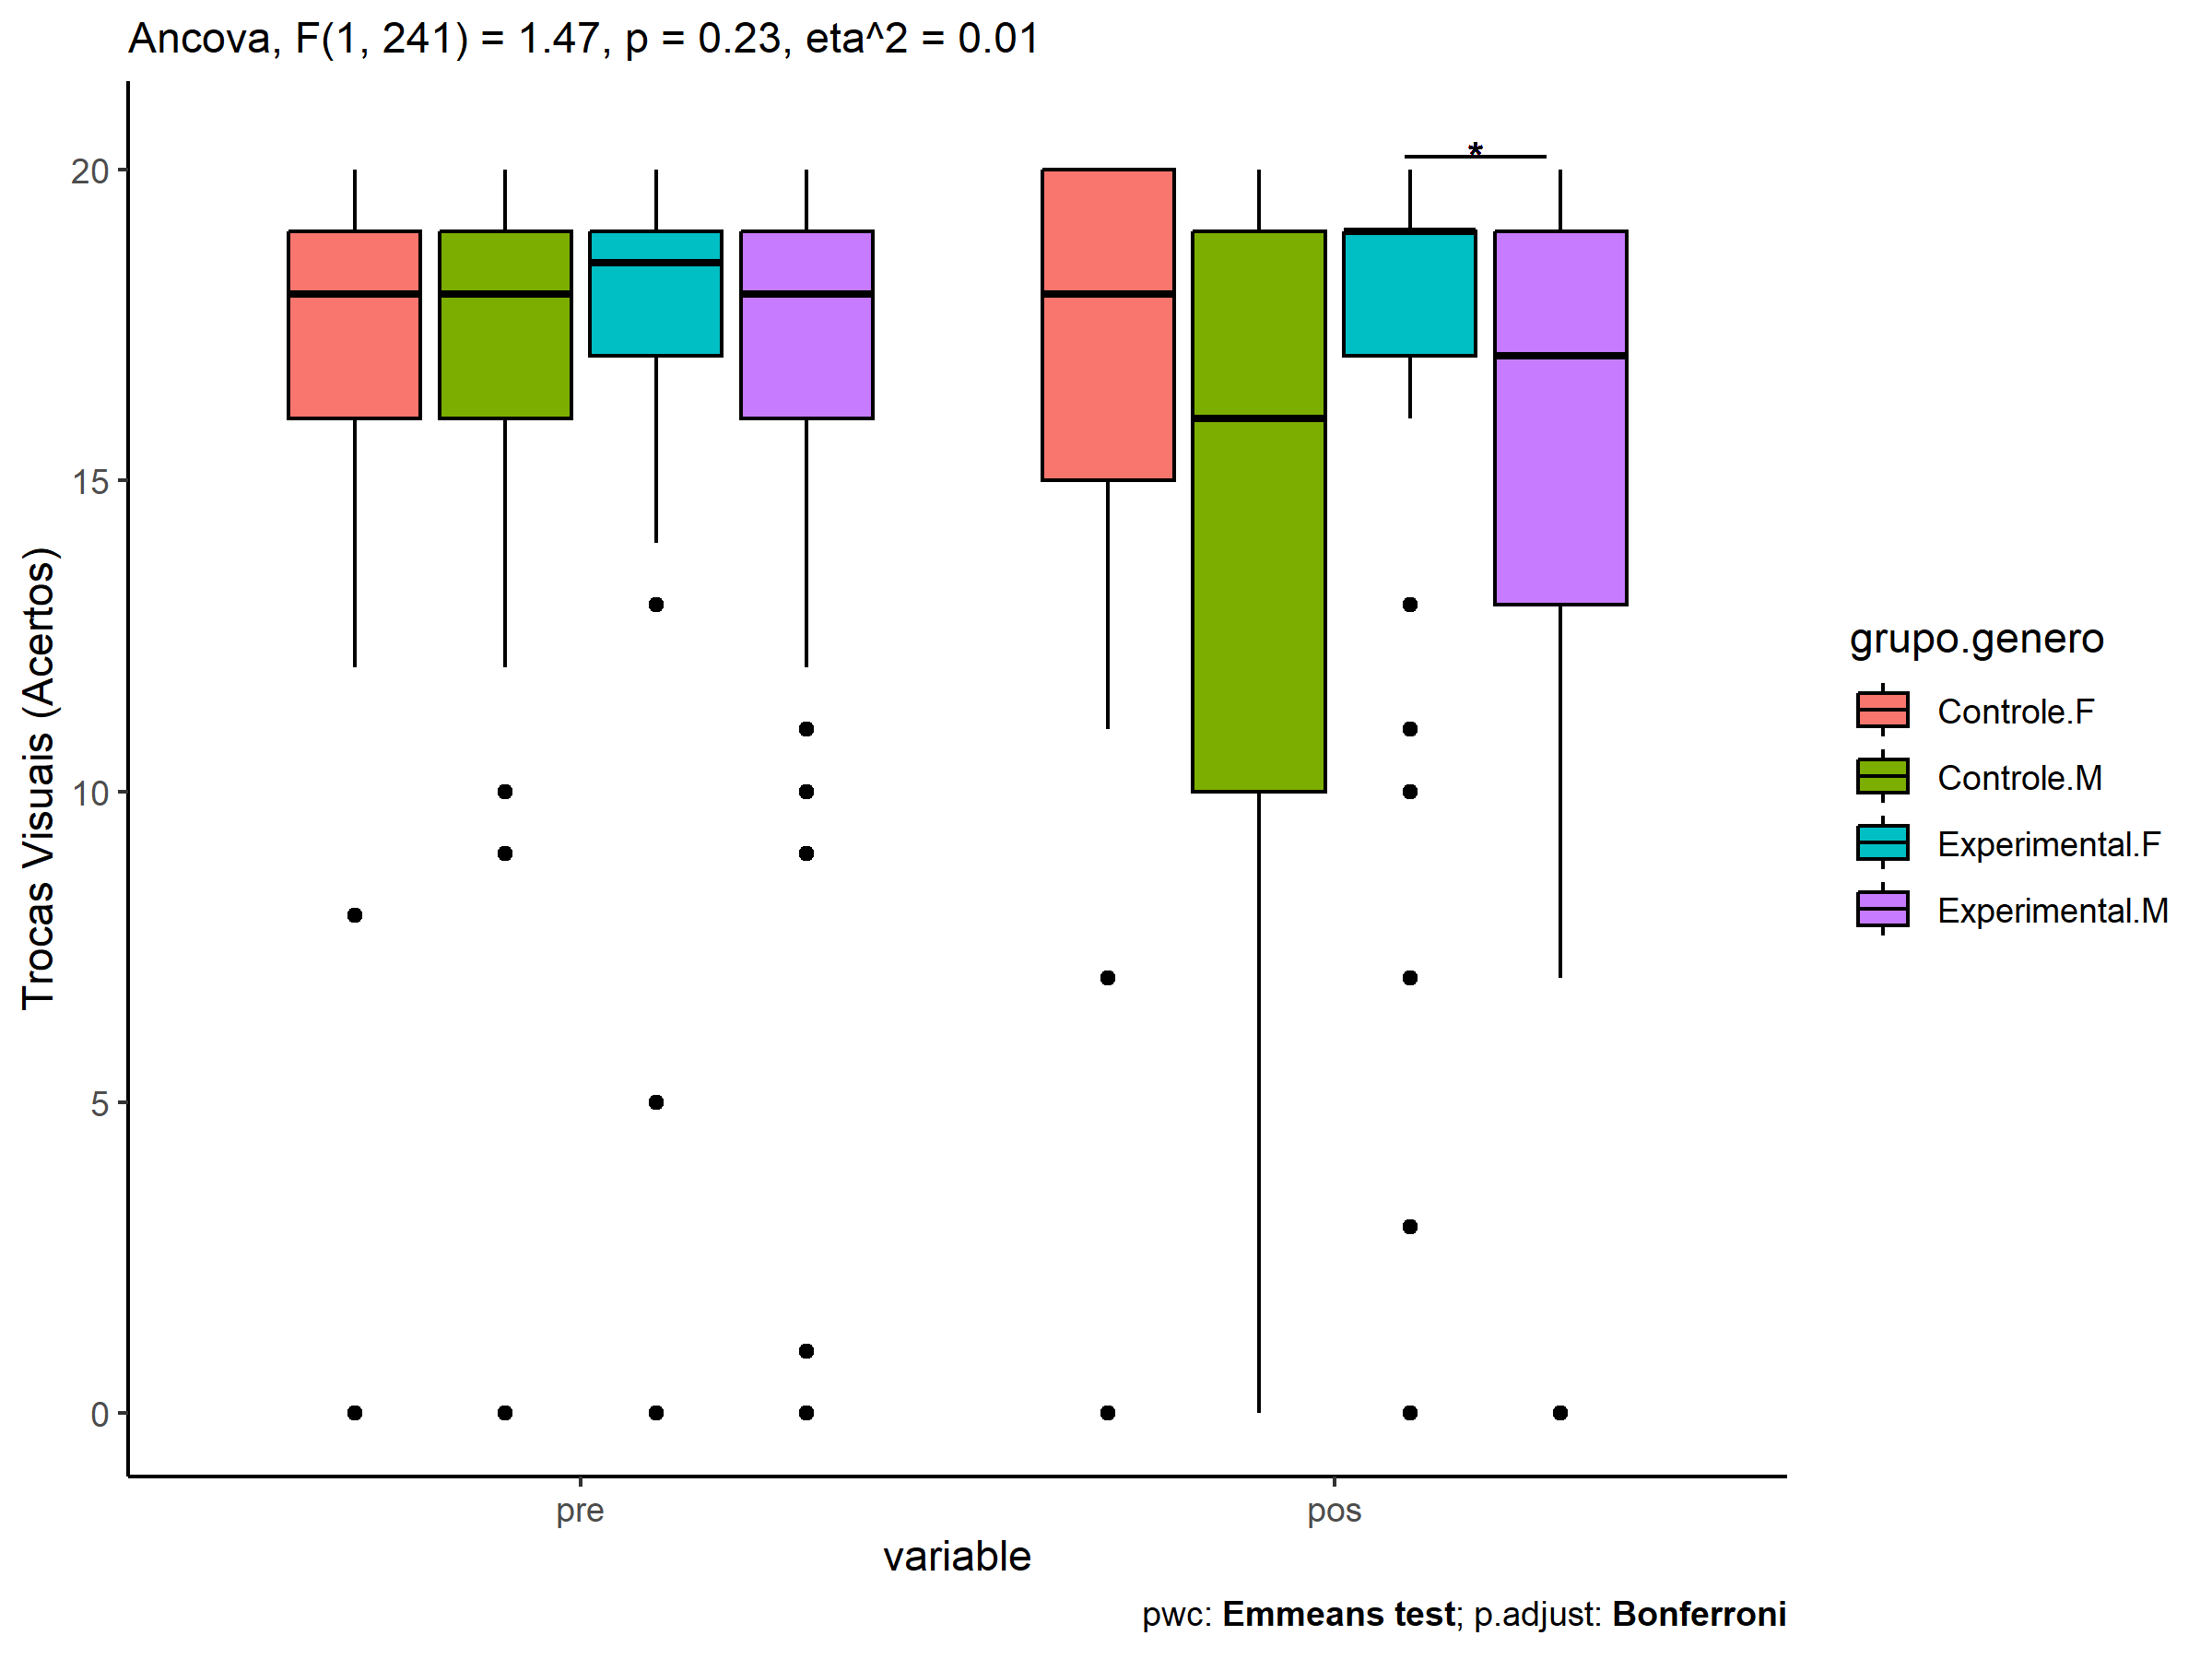 Ancova, F(1, 241) = 1.47, p = 0.23, eta^2 = 0.01
Trocas Visuais (Acertos)
20
15
10
5
0
*
pre
pos
variable
grupo.genero
Controle.F
Controle.M
Experimental.F
Experimental.M
pwc: Emmeans test; p.adjust: Bonferroni